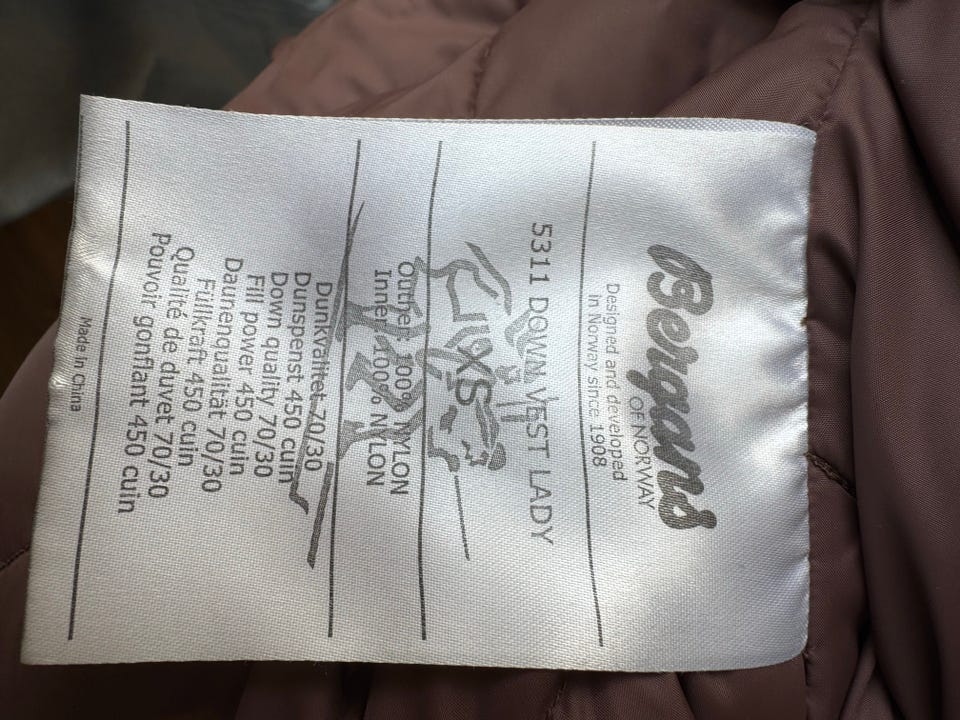 Bergans
OF NORWAY
Designed and developed
in Norway since 1908
5311 DOWN VEST LADY
XS
Outher: 100% NYLON
Inner: 100% NYLON
Dunkvalitet 70/30
Dunspenst 450 cuin
Down quality 70/30
Fill power 450 cuin
Daunenqualität 70/30
Füllkraft 450 cuin
Qualité de duvet 70/30
Pouvoir gonflant 450 cuin
Made In China